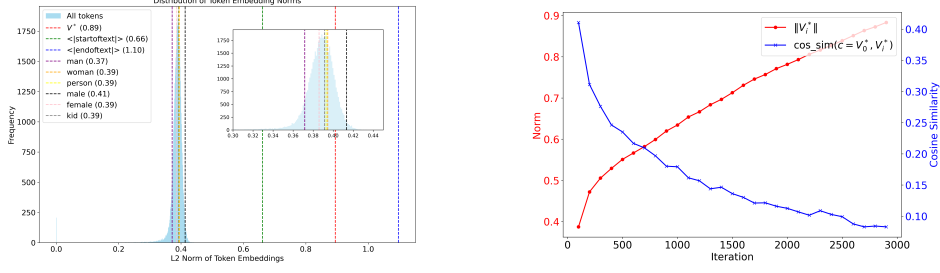 Distribution of Token Embedding Norms
All tokens
V* (0.89)
<|startoftext|> (0.66)
<|endoftext|> (1.10)
man (0.37)
woman (0.39)
person (0.39)
male (0.41)
female (0.39)
kid (0.39)
Frequency
1750
1500
1250
1000
750
500
250
0
0.0
0.2
0.4
0.6
0.8
1.0
L2 Norm of Token Embeddings
1750
1500
1250
1000
750
500
250
0
0.30
0.32
0.34
0.36
0.38
0.40
0.42
0.44
‖V*ᵢ‖
cos_sim(c = V*₀, V*ᵢ)
Norm
0.9
0.8
0.7
0.6
0.5
0.4
0
500
1000
1500
2000
2500
3000
Iteration
0.40
0.35
0.30
0.25
0.20
0.15
0.10
Cosine Similarity